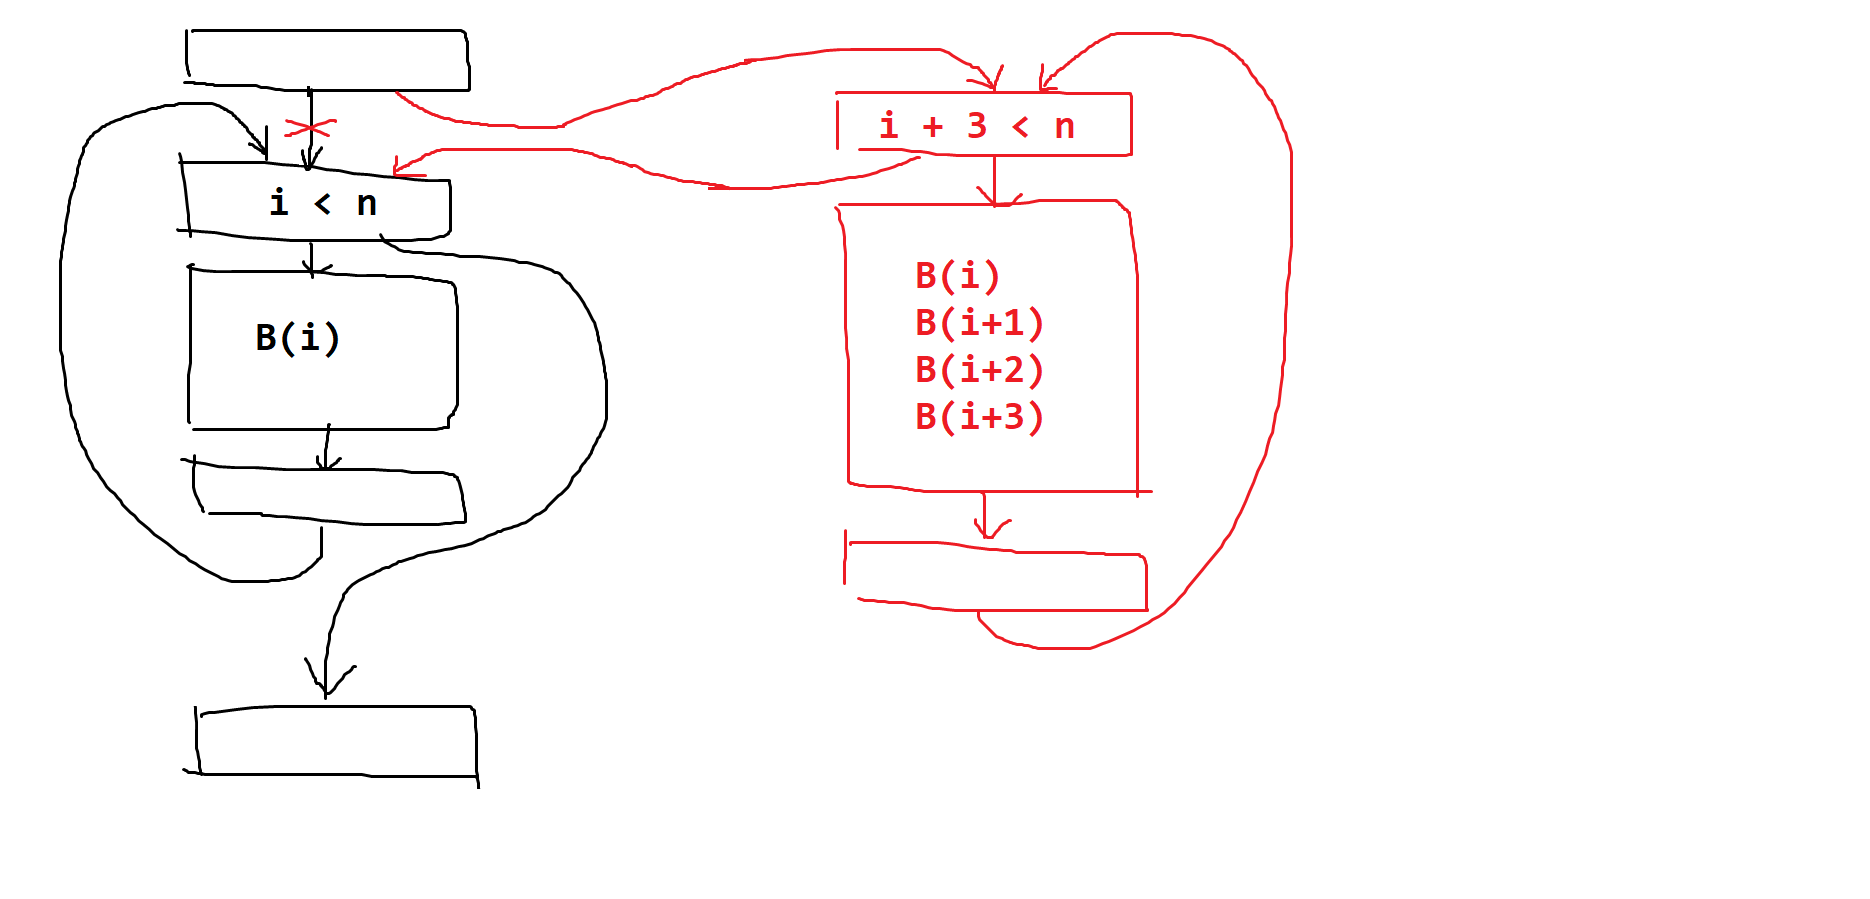 i < n
B(i)
i + 3 < n
B(i)
B(i+1)
B(i+2)
B(i+3)